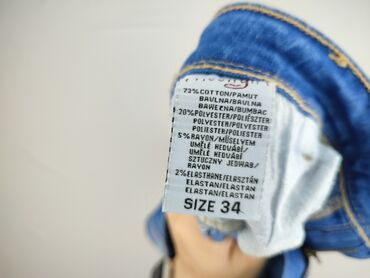 73% COTTON/PAMUT
BAVLNA/BAVLNA
BAWEŁNA/BUMBAC
20% POLYESTER/POLIÉSZTER
POLYESTER/POLYESTER
POLIESTER/POLIESTER
5% RAYON/MŰSELYEM
UMĚLÉ HEDVÁBÍ/
UMELÉ HEDVÁBÍ/
SZTUCZNY JEDWAB/
RAYON
2% ELASTHANE/ELASZTÁN
ELASTAN/ELASTAN
ELASTAN/ELASTAN
SIZE 34